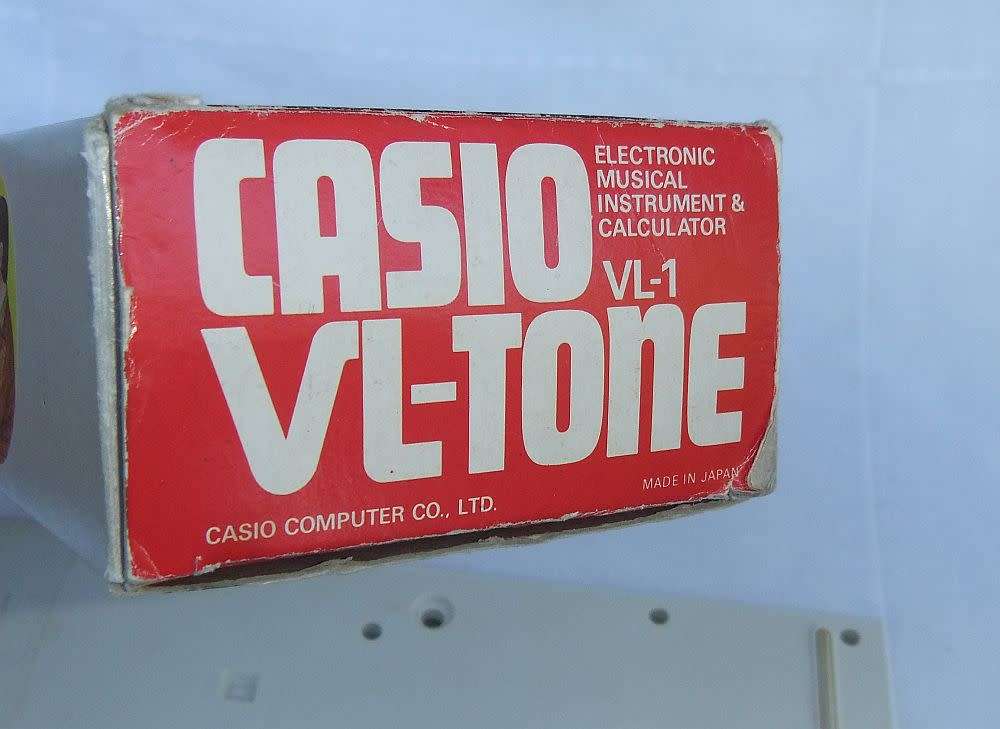 CASIO
ELECTRONIC
MUSICAL
INSTRUMENT &
CALCULATOR
VL-1
VL-TONE
MADE IN JAPAN
CASIO COMPUTER CO., LTD.